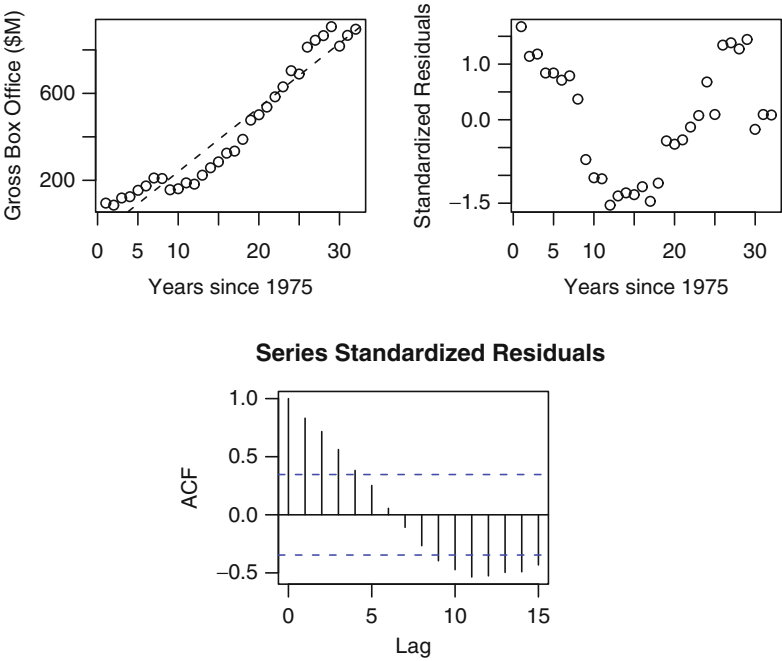 Gross Box Office ($M)
600
200
0 5 10 20 30
Years since 1975
Standardized Residuals
1.0
0.0
−1.5
0 5 10 20 30
Years since 1975
Series Standardized Residuals
ACF
1.0
0.5
0.0
−0.5
0 5 10 15
Lag